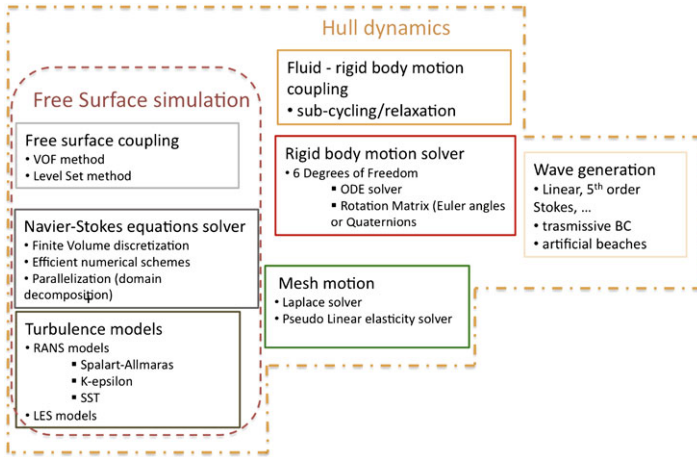 Hull dynamics
Free Surface simulation
Free surface coupling
• VOF method
• Level Set method
Navier-Stokes equations solver
• Finite Volume discretization
• Efficient numerical schemes
• Parallelization (domain
decomposition)
Turbulence models
• RANS models
▪ Spalart-Allmaras
▪ K-epsilon
▪ SST
• LES models
Fluid - rigid body motion
coupling
• sub-cycling/relaxation
Rigid body motion solver
• 6 Degrees of Freedom
▪ ODE solver
▪ Rotation Matrix (Euler angles
or Quaternions
Mesh motion
• Laplace solver
• Pseudo Linear elasticity solver
Wave generation
• Linear, 5th order
Stokes, ...
• trasmissive BC
• artificial beaches